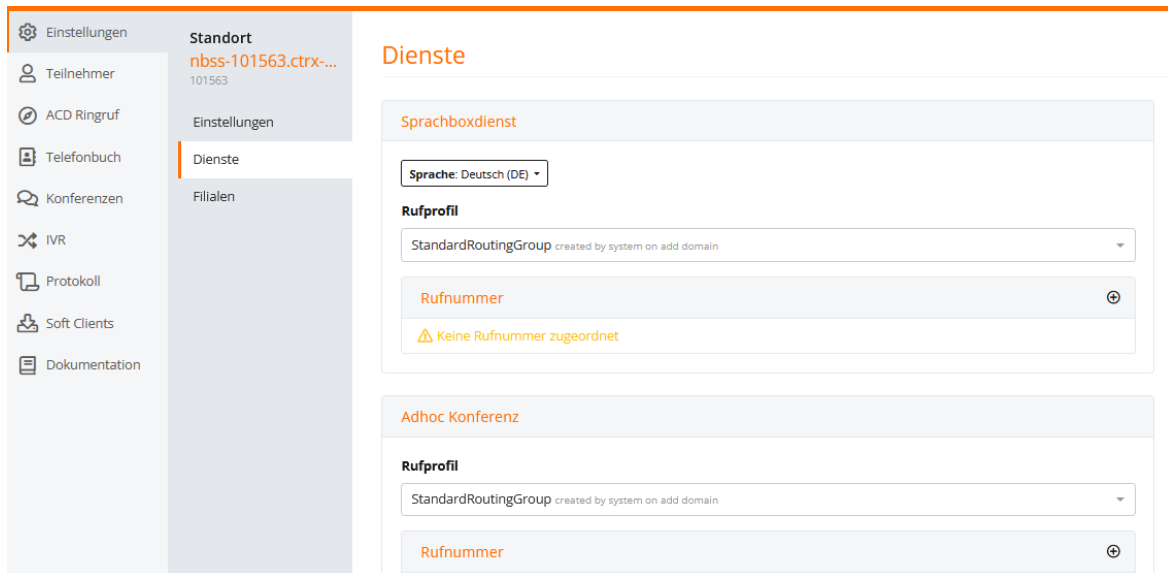 Einstellungen
Teilnehmer
ACD Ringruf
Telefonbuch
Konferenzen
IVR
Protokoll
Soft Clients
Dokumentation
Standort
nbss-101563.ctrx-...
101563
Einstellungen
Dienste
Filialen
Dienste
Sprachboxdienst
Sprache: Deutsch (DE)
Rufprofil
StandardRoutingGroup created by system on add domain
Rufnummer
Keine Rufnummer zugeordnet
Adhoc Konferenz
Rufprofil
StandardRoutingGroup created by system on add domain
Rufnummer